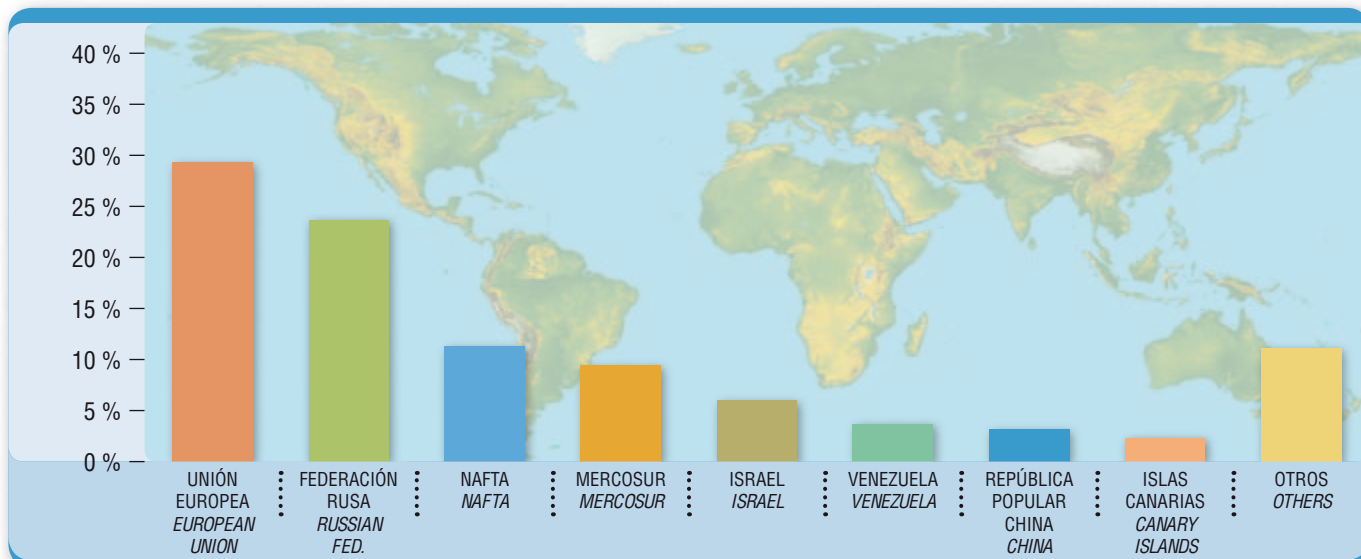 40 %
35 %
30 %
25 %
20 %
15 %
10 %
5 %
0 %
UNIÓN
EUROPEA
EUROPEAN
UNION
FEDERACIÓN
RUSA
RUSSIAN
FED.
NAFTA
NAFTA
MERCOSUR
MERCOSUR
ISRAEL
ISRAEL
VENEZUELA
VENEZUELA
REPÚBLICA
POPULAR
CHINA
CHINA
ISLAS
CANARIAS
CANARY
ISLANDS
OTROS
OTHERS